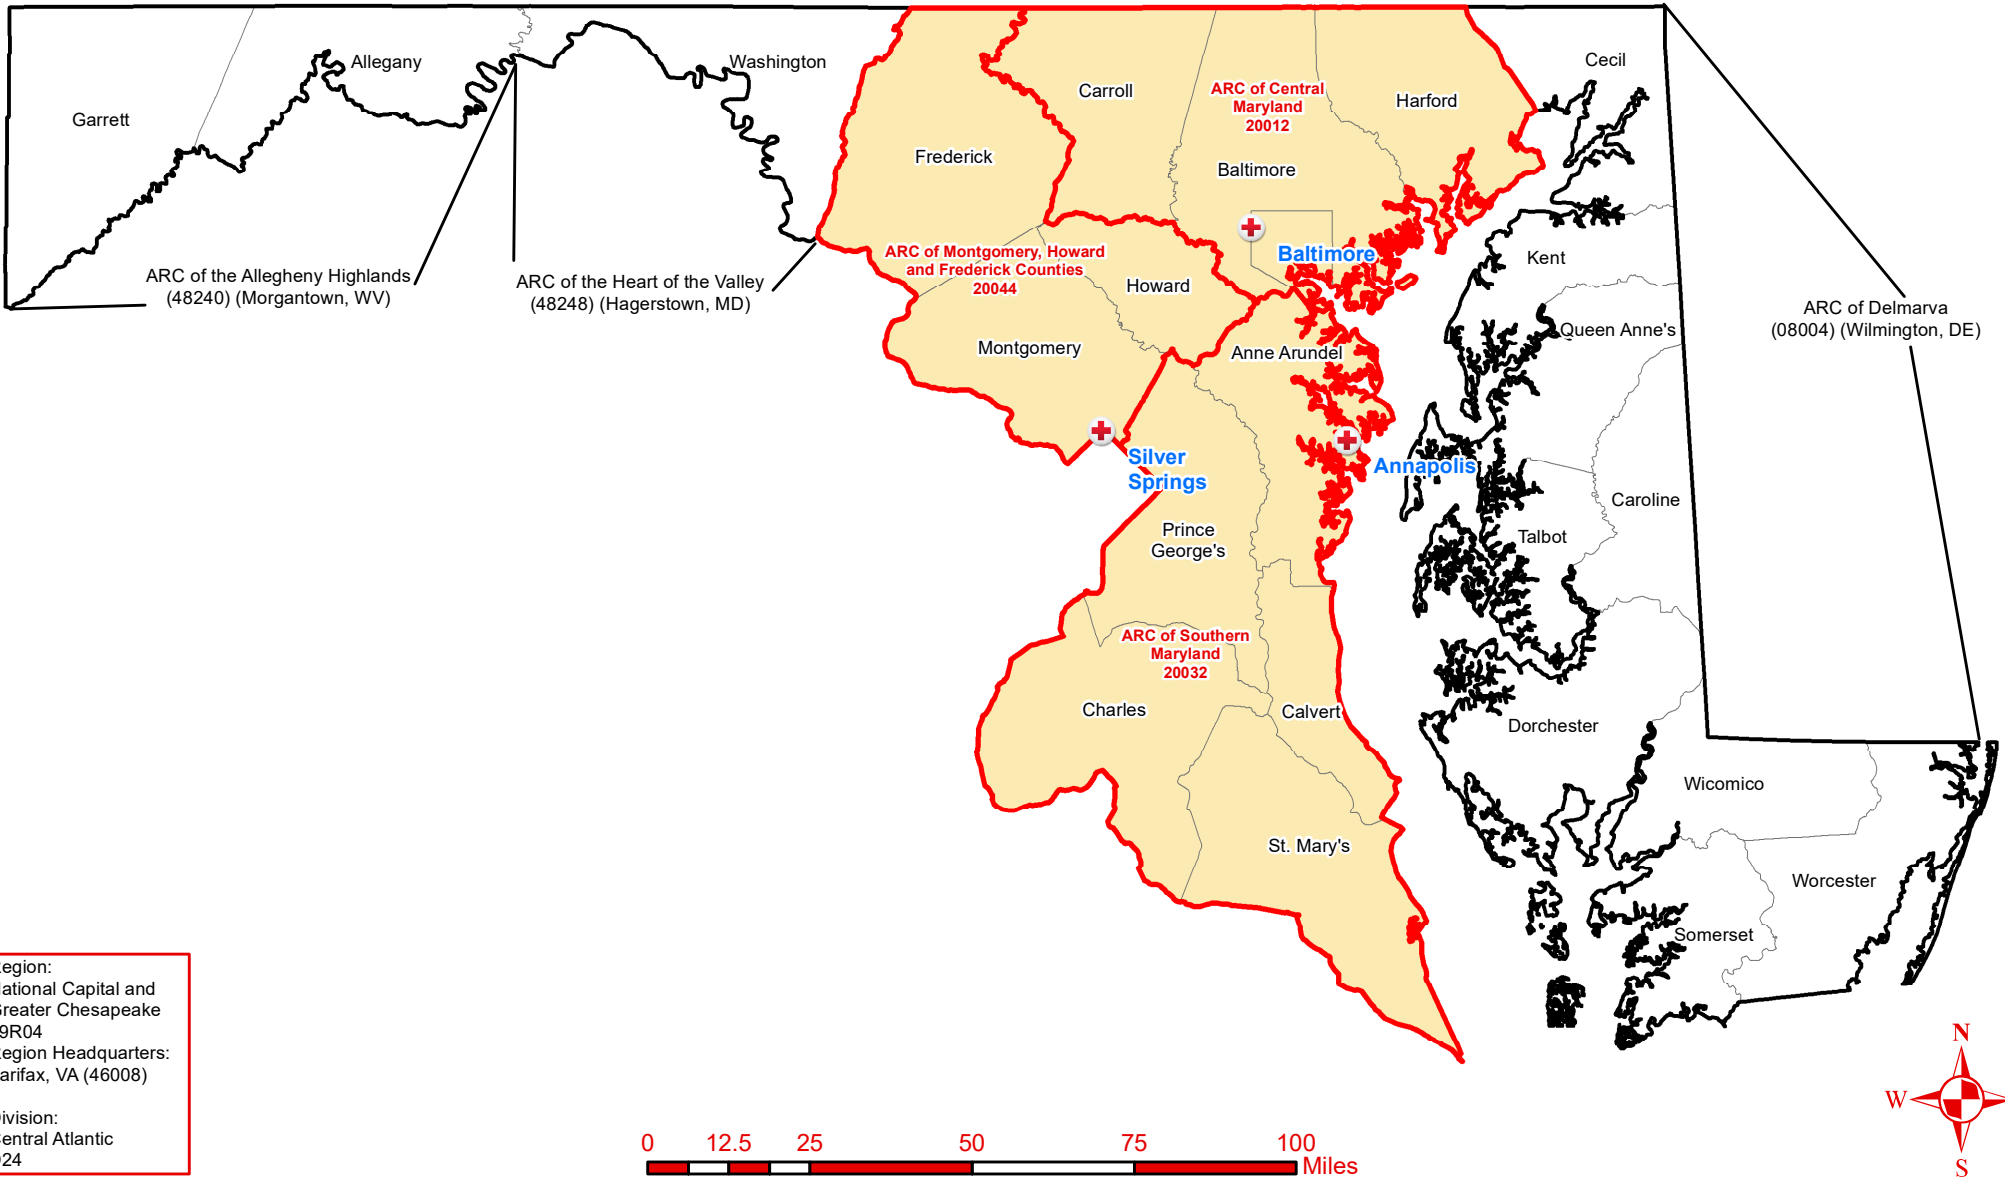 Garrett
Allegany
Washington
Frederick
Carroll
ARC of Central
Maryland
20012
Baltimore
Harford
Cecil
ARC of the Allegheny Highlands
(48240) (Morgantown, WV)
ARC of the Heart of the Valley
(48248) (Hagerstown, MD)
ARC of Montgomery, Howard
and Frederick Counties
20044
Howard
Baltimore
Montgomery
Anne Arundel
Kent
Queen Anne's
ARC of Delmarva
(08004) (Wilmington, DE)
Silver
Springs
Annapolis
Prince
George's
Talbot
Caroline
ARC of Southern
Maryland
20032
Charles
Calvert
Dorchester
Wicomico
St. Mary's
Worcester
Somerset
egion:
ational Capital and
reater Chesapeake
9R04
egion Headquarters:
arifax, VA (46008)
ivision:
entral Atlantic
024
0 12.5 25 50 75 100
Miles
N
W
S